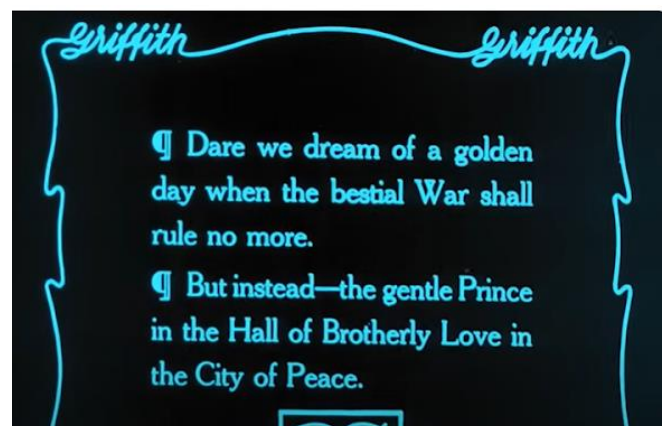 Griffith Griffith
¶ Dare we dream of a golden
day when the bestial War shall
rule no more.
¶ But instead—the gentle Prince
in the Hall of Brotherly Love in
the City of Peace.